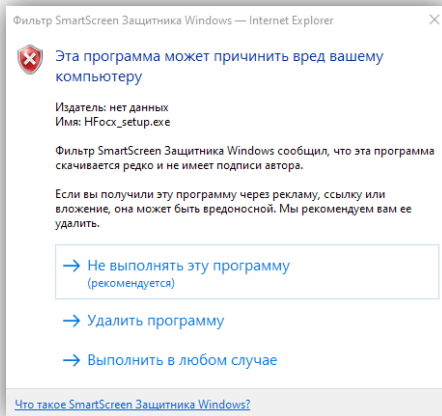 Фильтр SmartScreen Защитника Windows — Internet Explorer
Эта программа может причинить вред вашему
компьютеру
Издатель: нет данных
Имя: HFocx_setup.exe
Фильтр SmartScreen Защитника Windows сообщил, что эта программа
скачивается редко и не имеет подписи автора.
Если вы получили эту программу через рекламу, ссылку или
вложение, она может быть вредоносной. Мы рекомендуем вам ее
удалить.
Не выполнять эту программу
(рекомендуется)
Удалить программу
Выполнить в любом случае
Что такое SmartScreen Защитника Windows?